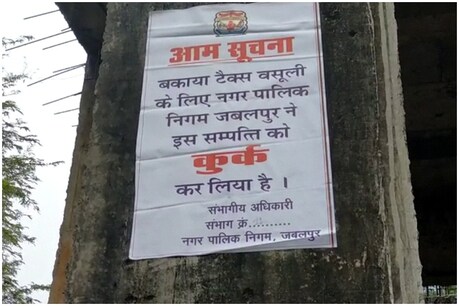 आम सूचना
बकाया टैक्स वसूली
के लिए नगर पालिक
निगम जबलपुर ने
इस सम्पत्ति को
कुर्क
कर लिया है ।
संभागीय अधिकारी
संभाग क्रं..........
नगर पालिक निगम, जबलपुर